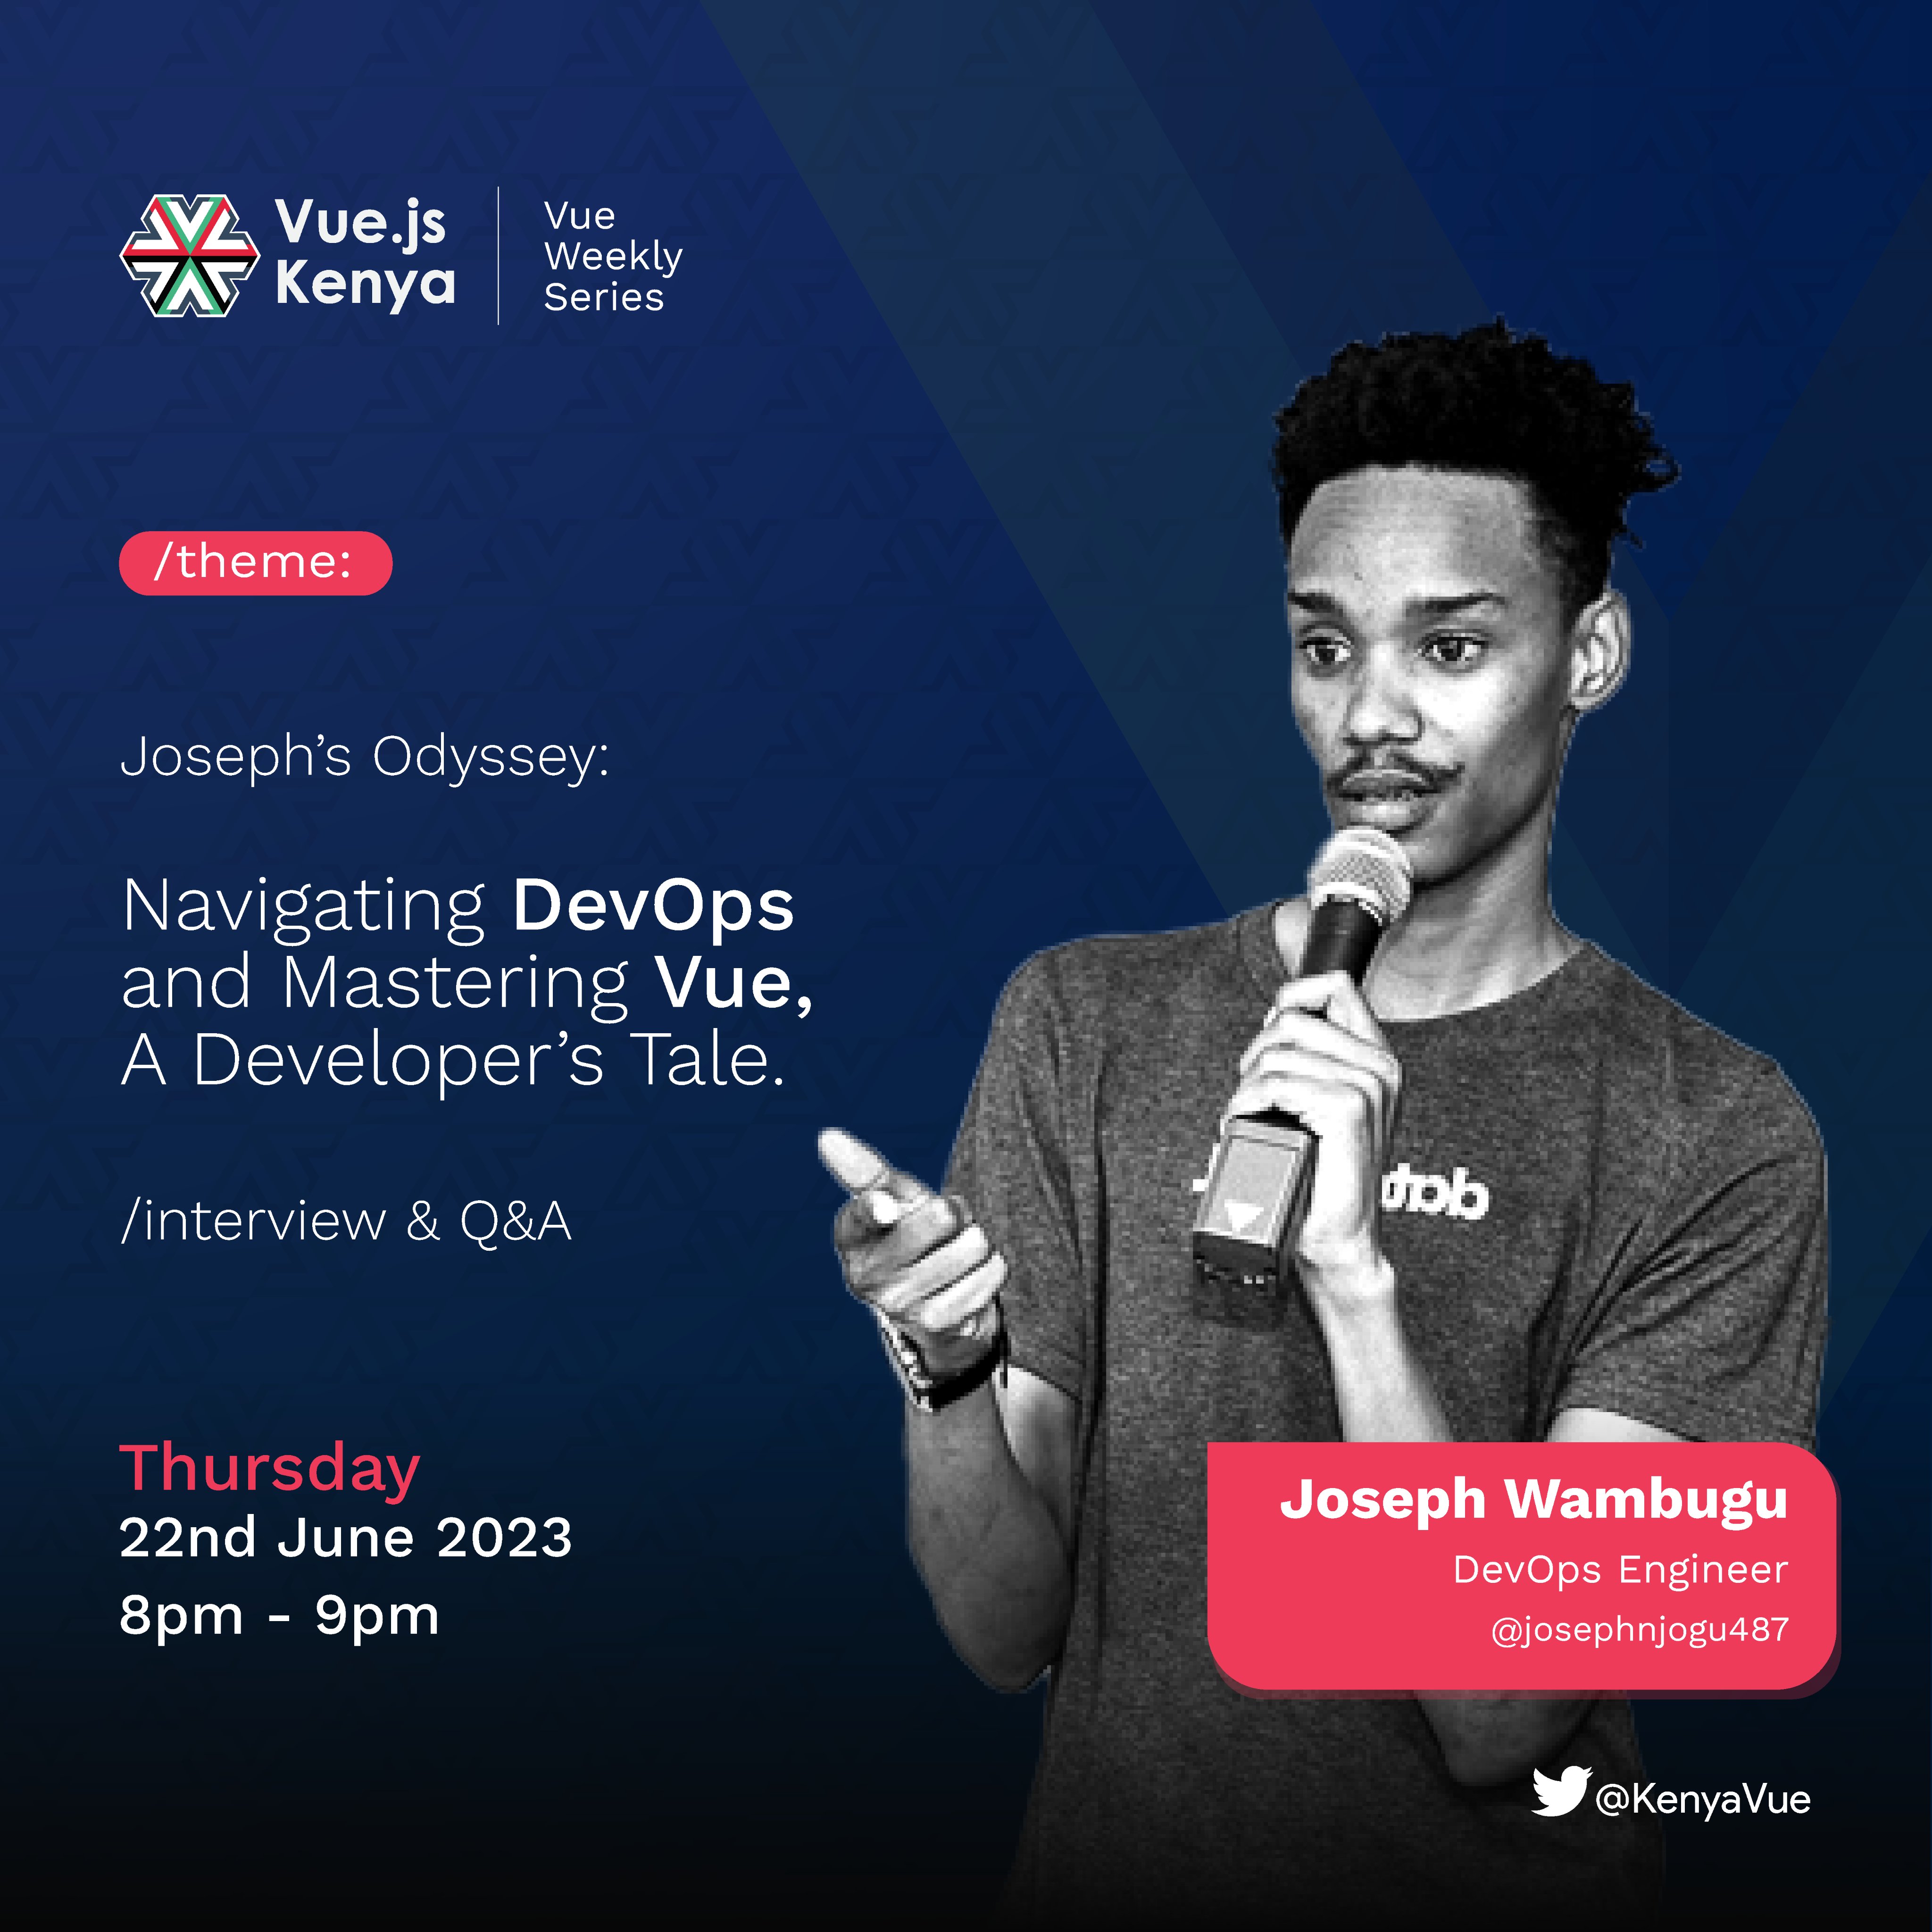 Vue.js
Kenya
Vue
Weekly
Series
/theme:
Joseph’s Odyssey:
Navigating DevOps
and Mastering Vue,
A Developer’s Tale.
/interview & Q&A
Thursday
22nd June 2023
8pm - 9pm
Joseph Wambugu
DevOps Engineer
@josephnjogu487
@KenyaVue